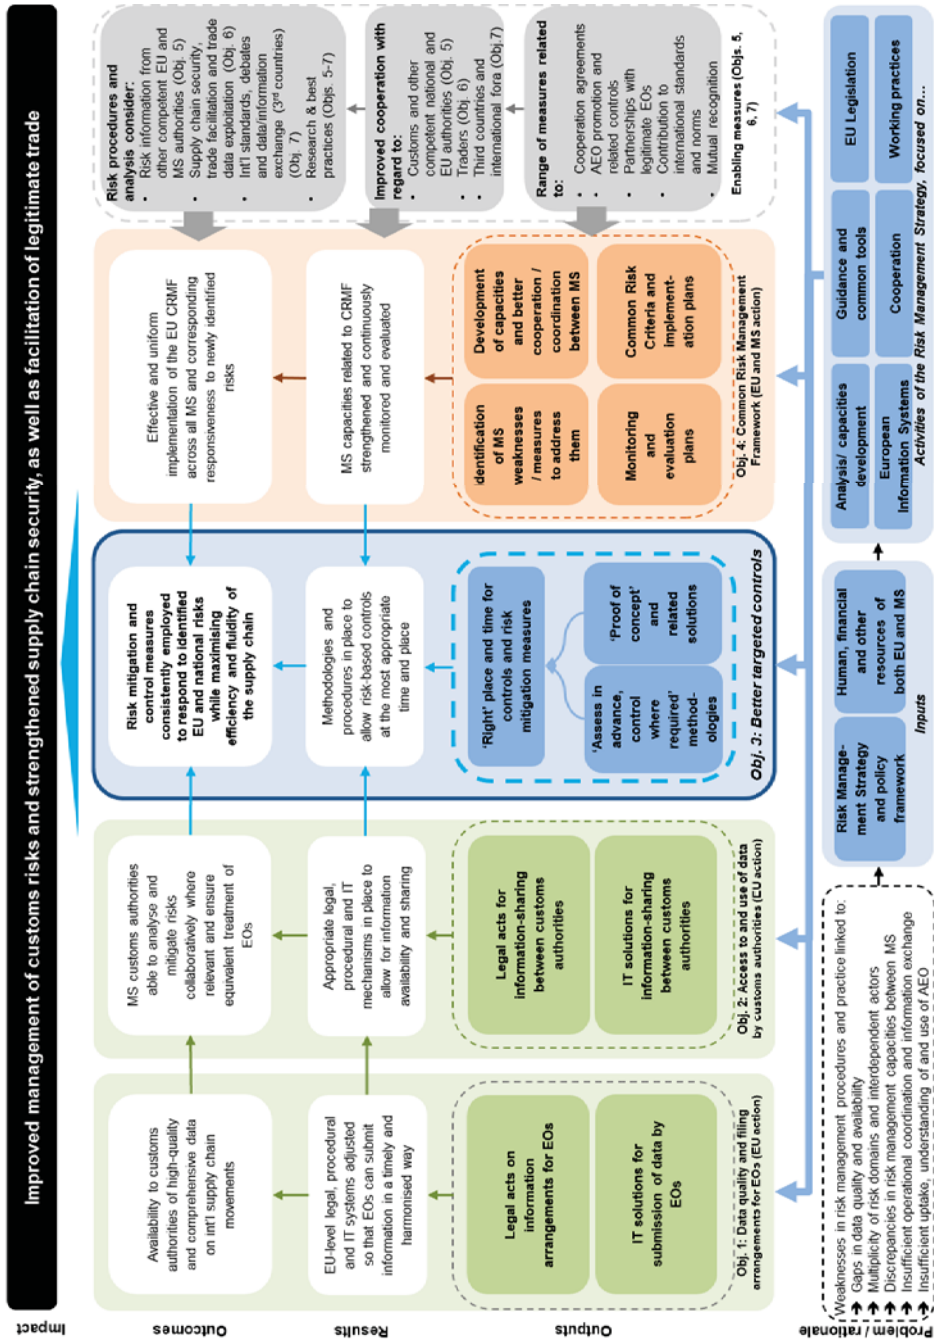 Impact
Improved management of customs risks and strengthened supply chain security, as well as facilitation of legitimate trade
Outcomes
Availability to customs
authorities of high-quality
and comprehensive data
on int'l supply chain
movements
MS customs authorities
able to analyse and
mitigate risks
collaboratively where
relevant and ensure
equivalent treatment of
EOs
Risk mitigation and
control measures
consistently employed
to respond to identified
EU and national risks
while maximising
efficiency and fluidity of
the supply chain
Effective and uniform
implementation of the EU CRMF
across all MS and corresponding
responsiveness to newly identified
risks
Risk procedures and
analysis consider:
• Risk information from
other competent EU and
MS authorities (Obj. 5)
• Supply chain security,
trade facilitation and trade
data exploitation (Obj. 6)
• Int'l standards, debates
and data/information
exchange (3rd countries)
(Obj. 7)
• Research & best
practices (Objs. 5-7)
Results
EU-level legal, procedural
and IT systems adjusted
so that EOs can submit
information in a timely and
harmonised way
Appropriate legal,
procedural and IT
mechanisms in place to
allow for information
availability and sharing
Methodologies and
procedures in place to
allow risk-based controls
at the most appropriate
time and place
MS capacities related to CRMF
strengthened and continuously
monitored and evaluated
Improved cooperation with
regard to:
• Customs and other
competent national and
EU authorities (Obj. 5)
• Traders (Obj. 6)
• Third countries and
international fora (Obj.7)
Outputs
Legal acts on
information
arrangements for EOs
IT solutions for
submission of data by
EOs
Obj. 1: Data quality and filing
arrangements for EOs (EU action)
Legal acts for
information-sharing
between customs
authorities
IT solutions for
information-sharing
between customs
authorities
Obj. 2: Access to and use of data
by customs authorities (EU action)
'Right' place and time for
controls and risk
mitigation measures
'Assess in
advance,
control
where
required'
method-
ologies
'Proof of
concept'
and
related
solutions
Obj. 3: Better targeted controls
identification
of MS
weaknesses
/ measures
to address
them
Development
of capacities
and better
cooperation /
coordination
between MS
Monitoring
and
evaluation
plans
Common Risk
Criteria and
implement-
ation plans
Obj. 4: Common Risk Management
Framework (EU and MS action)
Range of measures related
to:
• Cooperation agreements
• AEO promotion and
related controls
• Partnerships with
legitimate EOs
• Contribution to
international standards
and norms
• Mutual recognition
Enabling measures (Objs. 5,
6, 7)
Problem /
rationale
Weaknesses in risk management procedures and practice linked to:
➔ Gaps in data quality and availability
➔ Multiplicity of risk domains and interdependent actors
➔ Discrepancies in risk management capacities between MS
➔ Insufficient operational coordination and information exchange
➔ Insufficient uptake, understanding of and use of AEO
Risk Manage-
ment Strategy
and policy
framework
Human, financial
and other
resources of
both EU and MS
Inputs
Analysis/ capacities
development
Guidance and
common tools
EU Legislation
European
Information Systems
Cooperation
Working practices
Activities of the Risk Management Strategy, focused on...